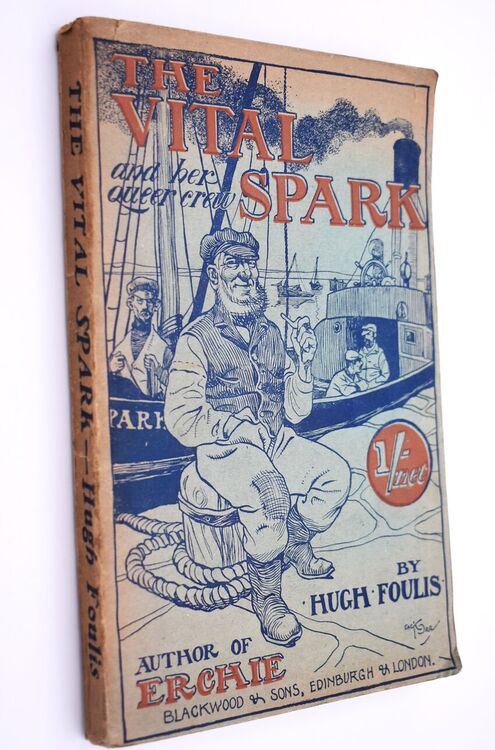 THE VITAL SPARK—Hugh Foulis
THE
VITAL
and her
queer crew
SPARK
PARK
1/-
net
BY
HUGH FOULIS
AUTHOR OF
ERCHIE
BLACKWOOD & SONS, EDINBURGH & LONDON.